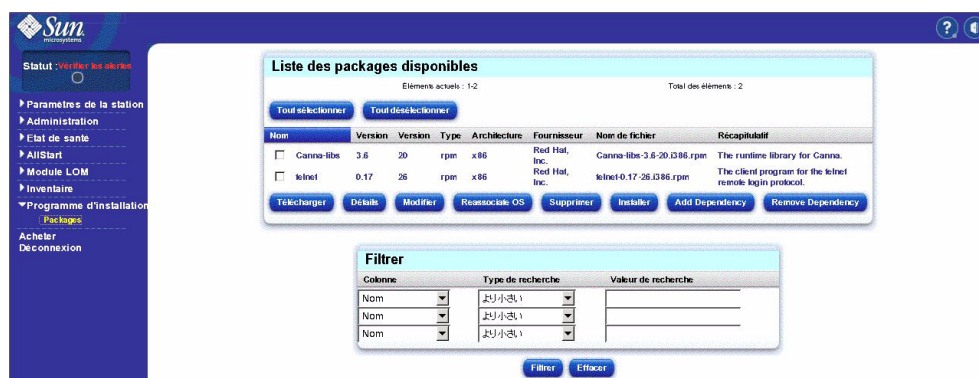 Sun
microsystems
Statut :Vérifier les alertes
Paramètres de la station
Administration
Etat de santé
AllStart
Module LOM
Inventaire
Programme d'installation
Packages
Acheter
Déconnexion
Liste des packages disponibles
Éléments actuels : 1-2 Total des éléments : 2
Tout sélectionner Tout désélectionner
Nom Version Version Type Architecture Fournisseur Nom de fichier Récapitulatif
Canna-libs 3.6 20 rpm x86 Red Hat, Inc. Canna-libs-3.6-20.i386.rpm The runtime library for Canna.
telnet 0.17 26 rpm x86 Red Hat, Inc. telnet-0.17-26.i386.rpm The client program for the telnet remote login protocol.
Télécharger Détails Modifier Reassociate OS Supprimer Installer Add Dependency Remove Dependency
Filtrer
Colonne Type de recherche Valeur de recherche
Nom より小さい
Nom より小さい
Nom より小さい
Filtrer Effacer
?